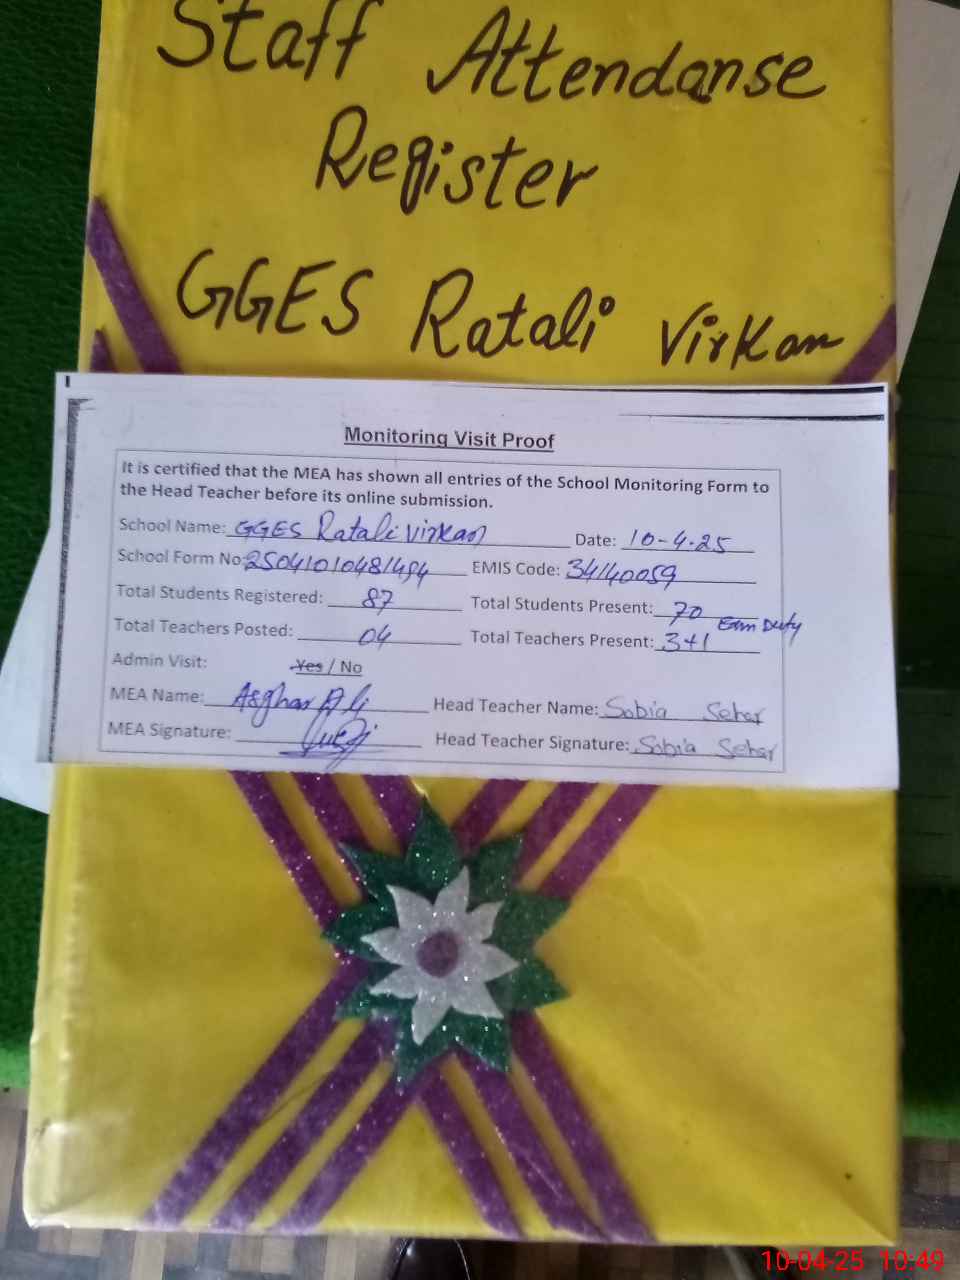 Staff Attendanse
Register
GGES Ratali Virkan
Monitoring Visit Proof
It is certified that the MEA has shown all entries of the School Monitoring Form to
the Head Teacher before its online submission.
School Name: GGES Ratali Virkan Date: 10-4-25
School Form No: 25041010481494 EMIS Code: 34140059
Total Students Registered: 87 Total Students Present: 70
Total Teachers Posted: 04 Total Teachers Present: 3+1 Exm Duty
Admin Visit: Yes / No
MEA Name: Asghar Ali Head Teacher Name: Sobia Sehar
MEA Signature: Head Teacher Signature: Sobia Sehar
10-04-25 10:49